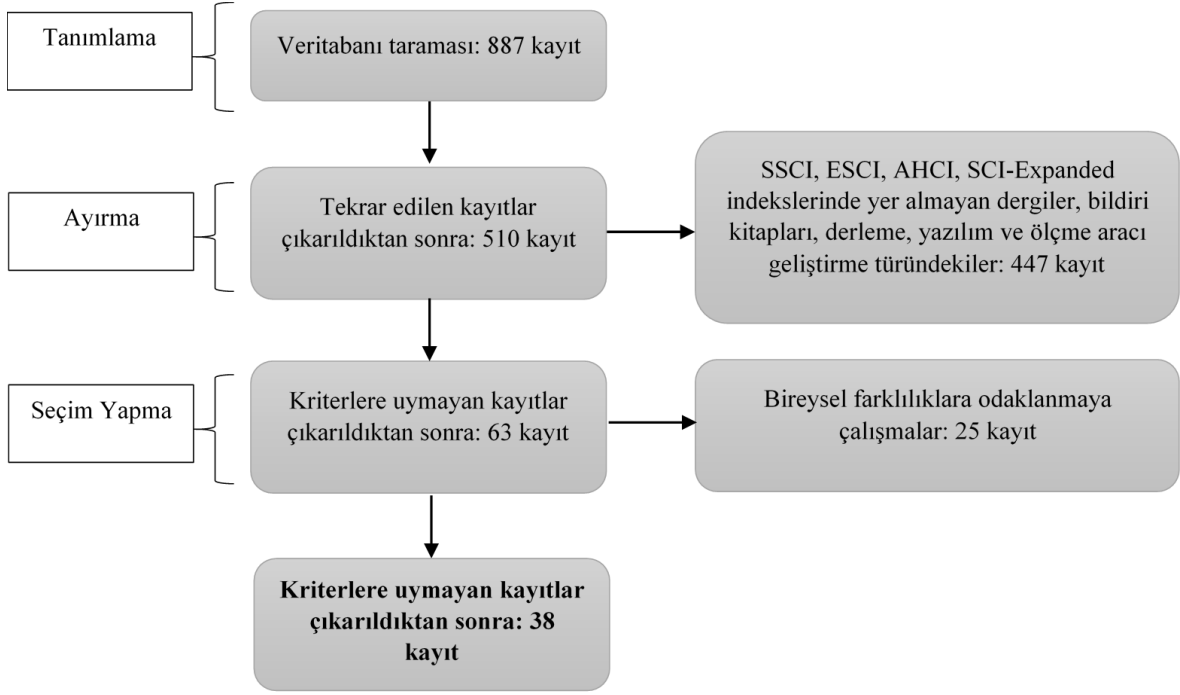 Tanımlama
Veritabanı taraması: 887 kayıt
Ayırma
Tekrar edilen kayıtlar
çıkarıldıktan sonra: 510 kayıt
SSCI, ESCI, AHCI, SCI-Expanded
indekslerinde yer almayan dergiler, bildiri
kitapları, derleme, yazılım ve ölçme aracı
geliştirme türündekiler: 447 kayıt
Seçim Yapma
Kriterlere uymayan kayıtlar
çıkarıldıktan sonra: 63 kayıt
Bireysel farklılıklara odaklanmaya
çalışmalar: 25 kayıt
Kriterlere uymayan kayıtlar
çıkarıldıktan sonra: 38
kayıt